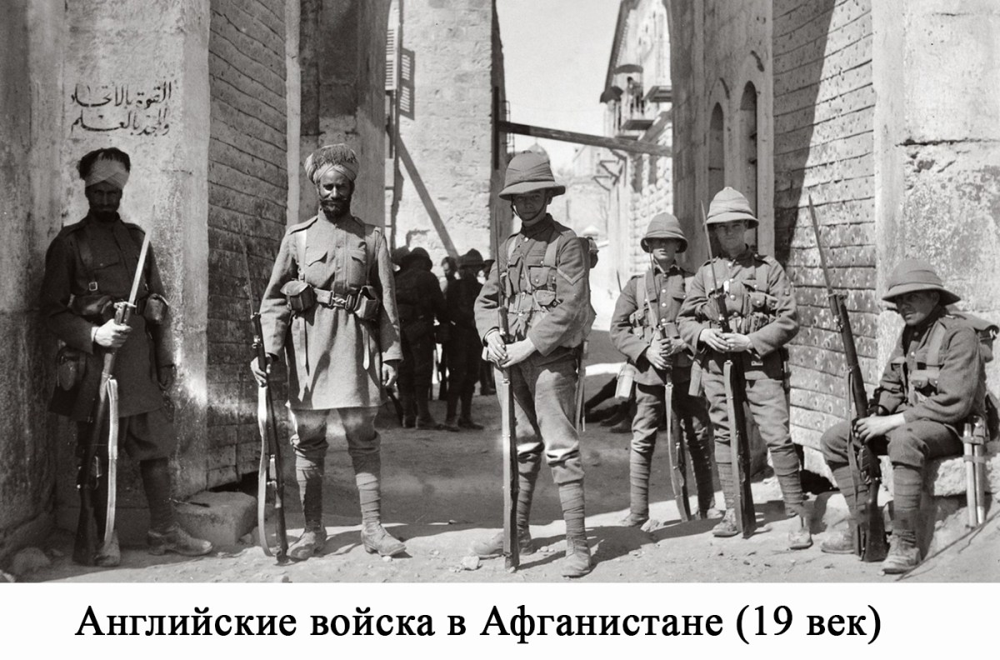 القوة بالاتحاد
والمجد بالعلم
Английские войска в Афганистане (19 век)